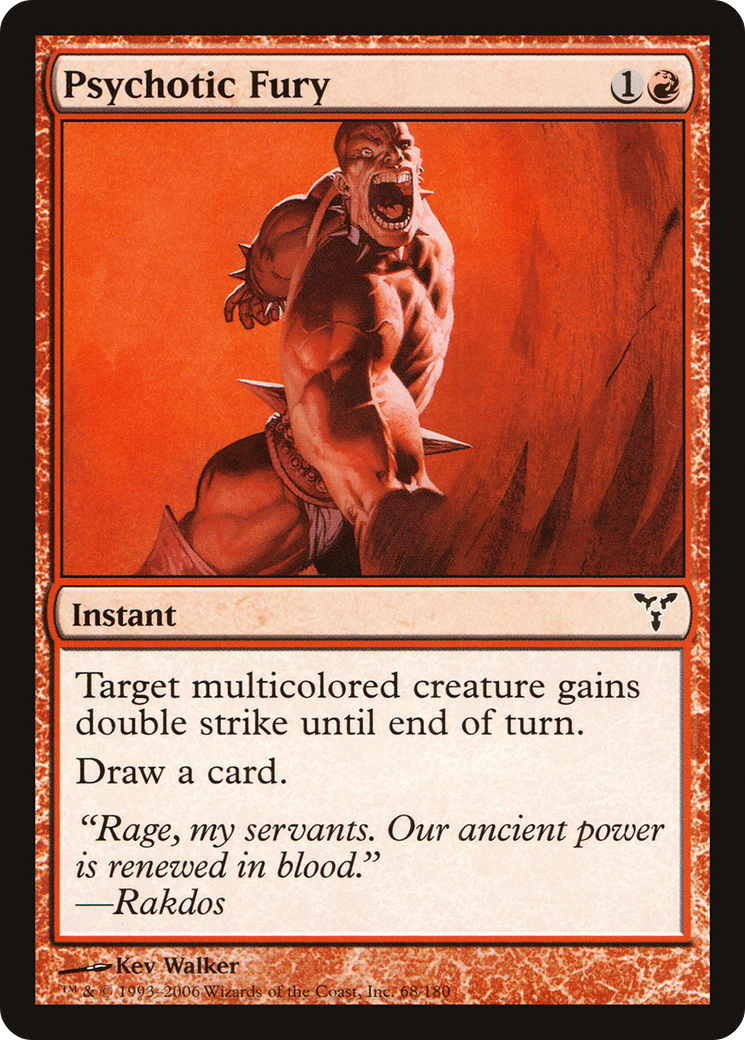 Psychotic Fury 1
Instant
Target multicolored creature gains
double strike until end of turn.
Draw a card.
“Rage, my servants. Our ancient power
is renewed in blood.”
—Rakdos
Kev Walker
™ & © 1993–2006 Wizards of the Coast, Inc. 68/180